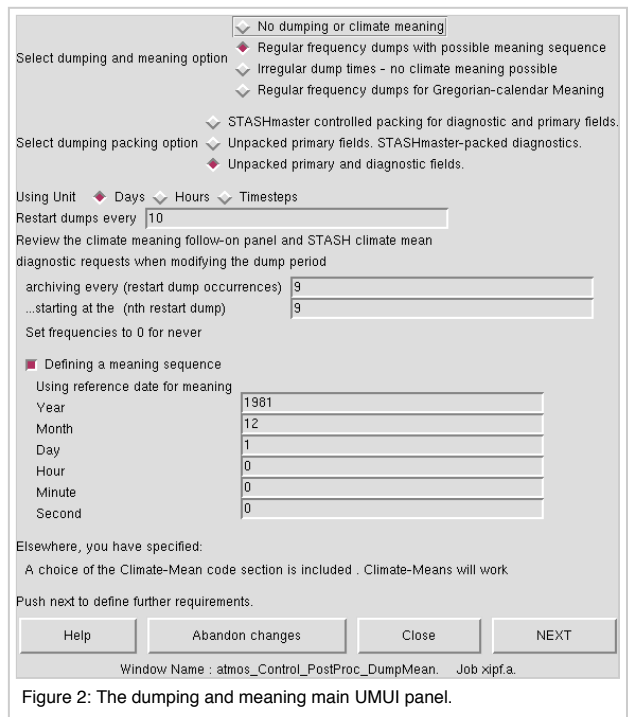 No dumping or climate meaning
Select dumping and meaning option
Regular frequency dumps with possible meaning sequence
Irregular dump times - no climate meaning possible
Regular frequency dumps for Gregorian-calendar Meaning
STASHmaster controlled packing for diagnostic and primary fields.
Select dumping packing option
Unpacked primary fields. STASHmaster-packed diagnostics.
Unpacked primary and diagnostic fields.
Using Unit Days Hours Timesteps
Restart dumps every 10
Review the climate meaning follow-on panel and STASH climate mean
diagnostic requests when modifying the dump period
archiving every (restart dump occurrences) 9
...starting at the (nth restart dump) 9
Set frequencies to 0 for never
Defining a meaning sequence
Using reference date for meaning
Year 1981
Month 12
Day 1
Hour 0
Minute 0
Second 0
Elsewhere, you have specified:
A choice of the Climate-Mean code section is included . Climate-Means will work
Push next to define further requirements.
Help Abandon changes Close NEXT
Window Name : atmos_Control_PostProc_DumpMean. Job xipf.a.
Figure 2: The dumping and meaning main UMUI panel.